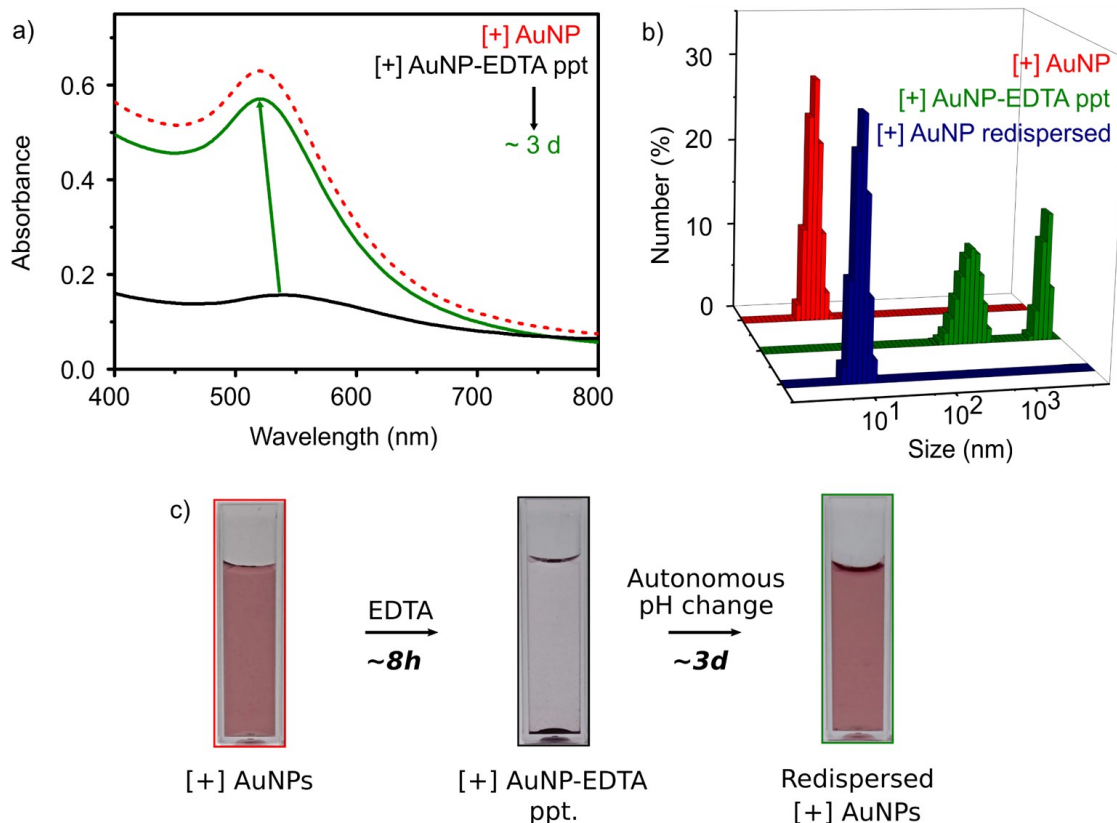 a)
[+] AuNP
[+] AuNP-EDTA ppt
~ 3 d
0.6
0.4
0.2
0.0
400
500
600
700
800
Absorbance
Wavelength (nm)
b)
[+] AuNP
[+] AuNP-EDTA ppt
[+] AuNP redispersed
30
20
10
0
Number (%)
10¹
10²
10³
Size (nm)
c)
EDTA
~8h
Autonomous
pH change
~3d
[+] AuNPs
[+] AuNP-EDTA
ppt.
Redispersed
[+] AuNPs